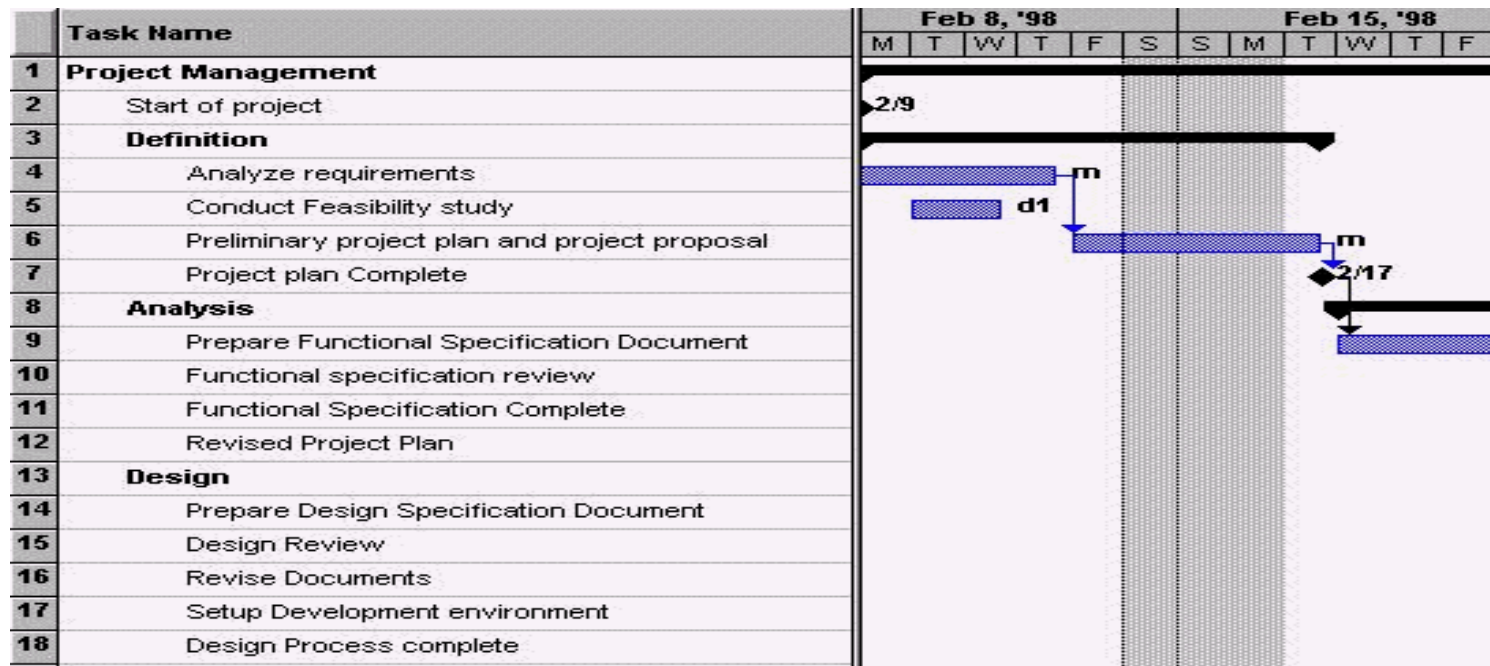 Task Name
Feb 8, '98 Feb 15, '98
M T W T F S S M T W T F
1 Project Management
2 Start of project 2/9
3 Definition
4 Analyze requirements m
5 Conduct Feasibility study d1
6 Preliminary project plan and project proposal m
7 Project plan Complete 2/17
8 Analysis
9 Prepare Functional Specification Document
10 Functional specification review
11 Functional Specification Complete
12 Revised Project Plan
13 Design
14 Prepare Design Specification Document
15 Design Review
16 Revise Documents
17 Setup Development environment
18 Design Process complete